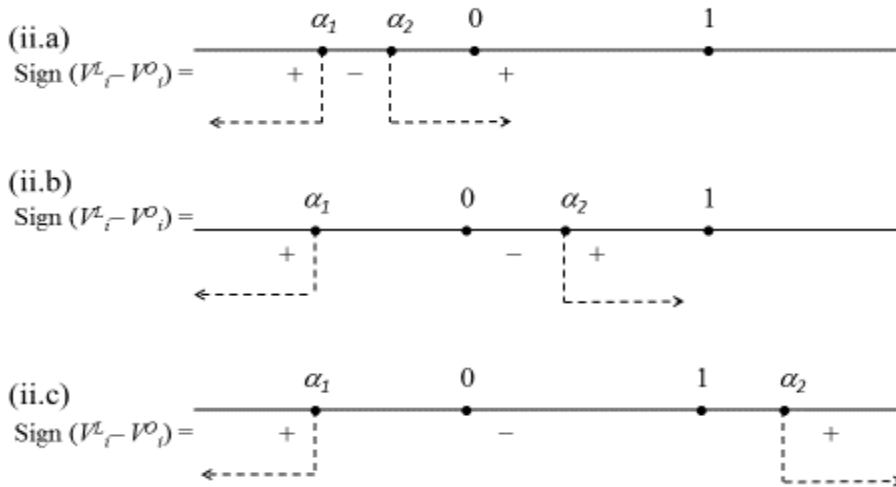 α1 α2 0 1
(ii.a)
Sign (V^L_i – V^O_i) = + – +
(ii.b)
α1 0 α2 1
Sign (V^L_i – V^O_i) =
+ – +
(ii.c)
α1 0 1 α2
Sign (V^L_i – V^O_i) = + – +